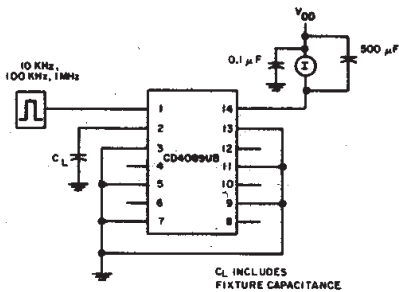 VDD
0.1 µF
I
500 µF
10 KHz,
100 KHz, 1MHz
1
14
2
13
CL
3
12
CD4069UB
4
11
5
10
6
9
7
8
CL INCLUDES
FIXTURE CAPACITANCE